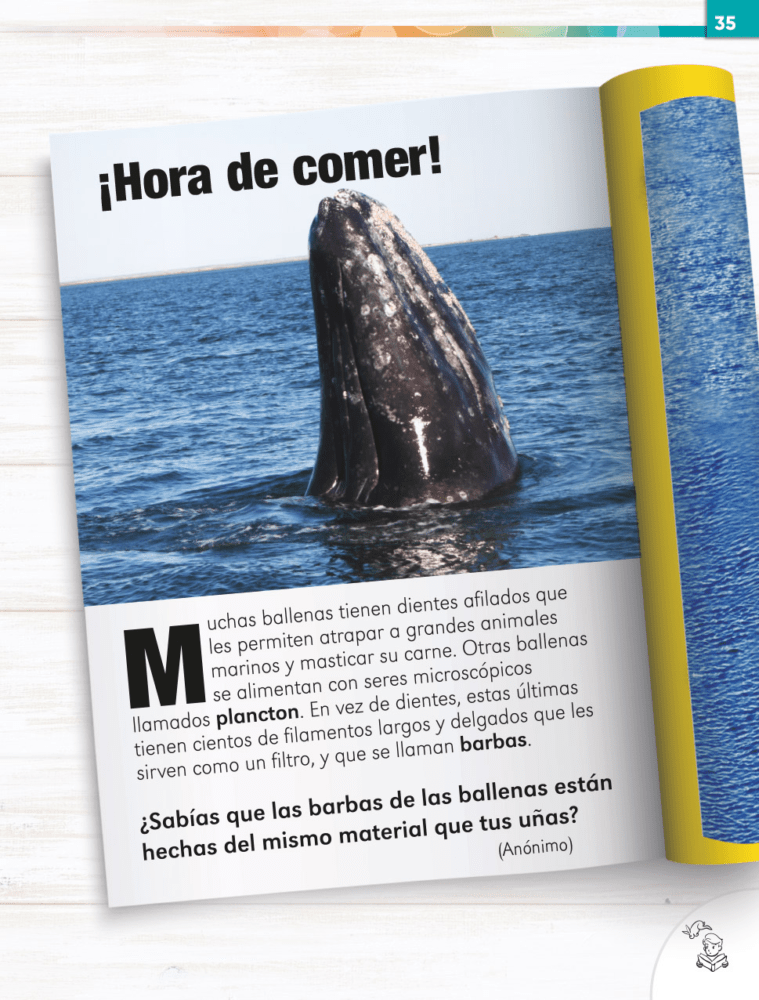 35
¡Hora de comer!
Muchas ballenas tienen dientes afilados que
les permiten atrapar a grandes animales
marinos y masticar su carne. Otras ballenas
se alimentan con seres microscópicos
llamados plancton. En vez de dientes, estas últimas
tienen cientos de filamentos largos y delgados que les
sirven como un filtro, y que se llaman barbas.
¿Sabías que las barbas de las ballenas están
hechas del mismo material que tus uñas?
(Anónimo)